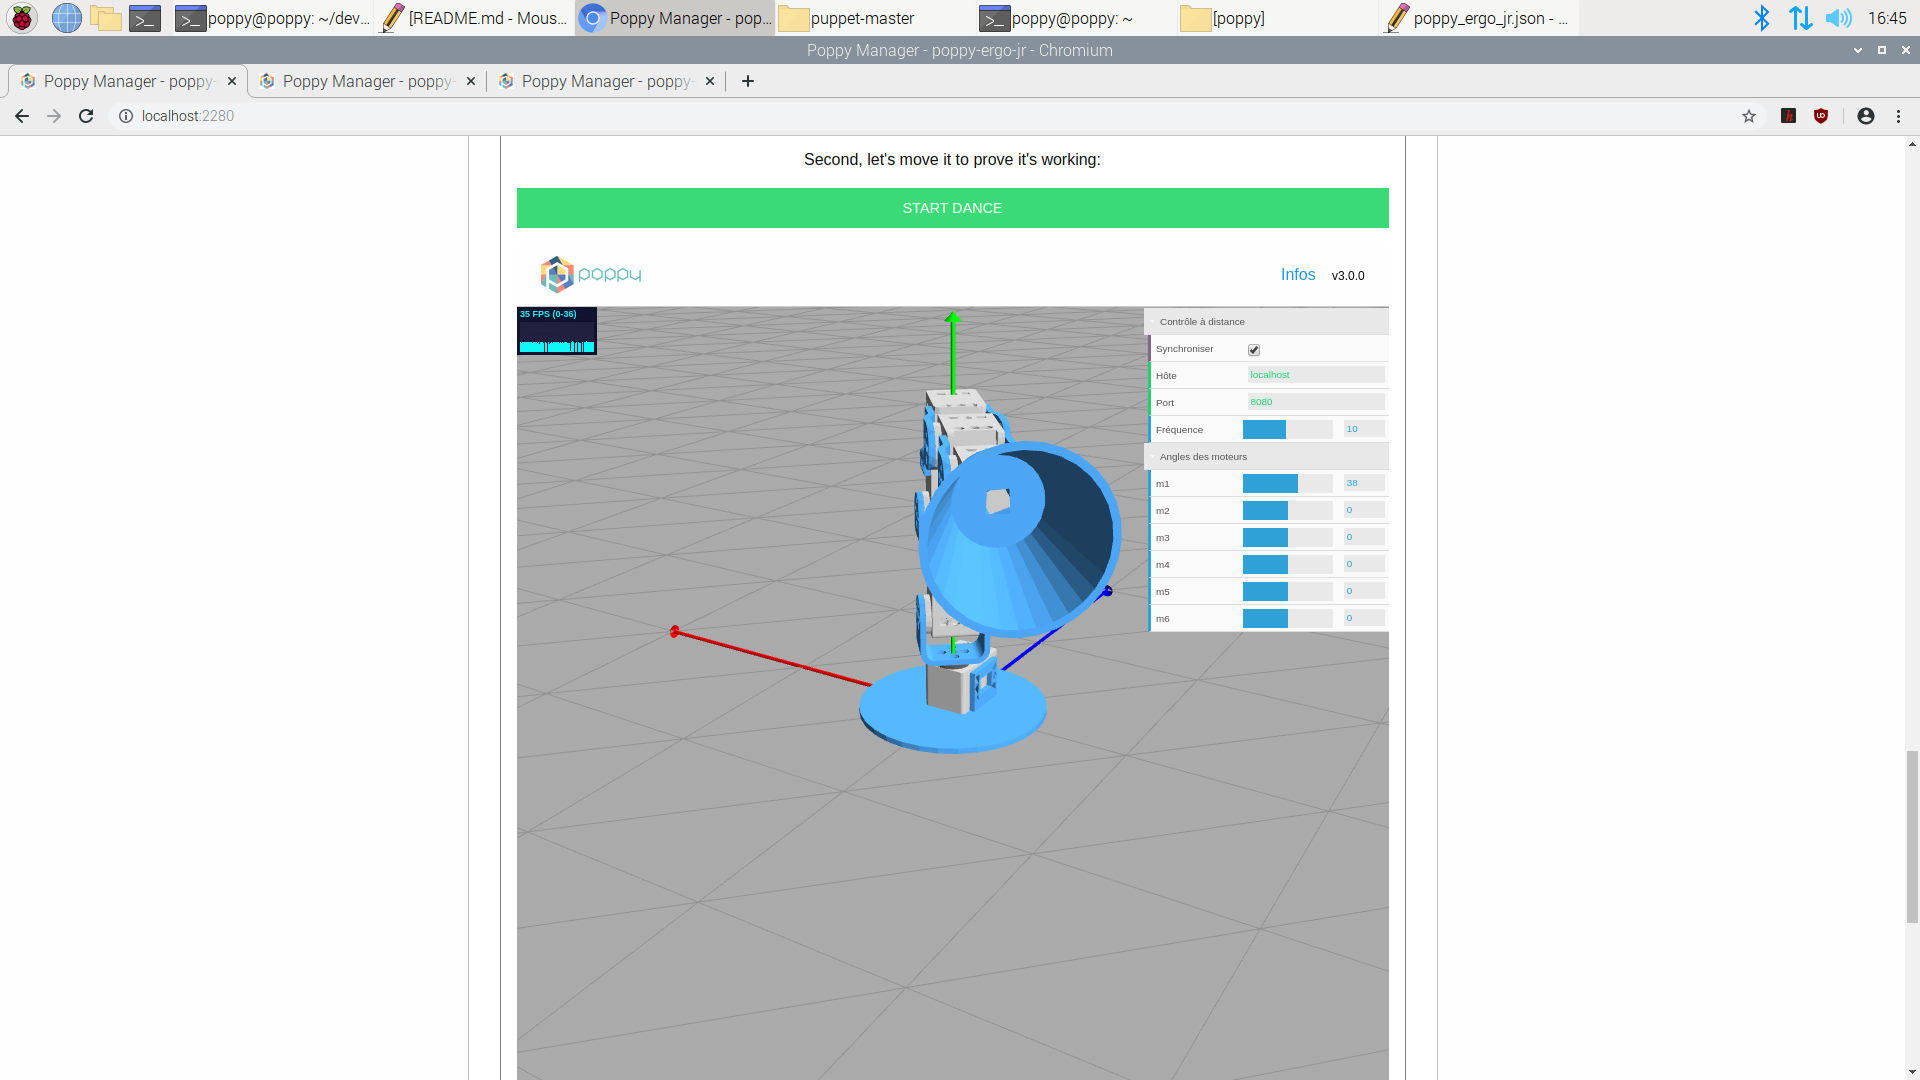 poppy@poppy: ~/dev... [README.md - Mous... Poppy Manager - pop... puppet-master poppy@poppy: ~ [poppy] poppy_ergo_jr.json - ... 16:45
Poppy Manager - poppy-ergo-jr - Chromium
Poppy Manager - poppy- Poppy Manager - poppy- Poppy Manager - poppy-
localhost:2280
Second, let's move it to prove it's working:
START DANCE
poppy Infos v3.0.0
35 FPS (0-36)
Contrôle à distance
Synchroniser
Hôte localhost
Port 8080
Fréquence 10
Angles des moteurs
m1 38
m2 0
m3 0
m4 0
m5 0
m6 0